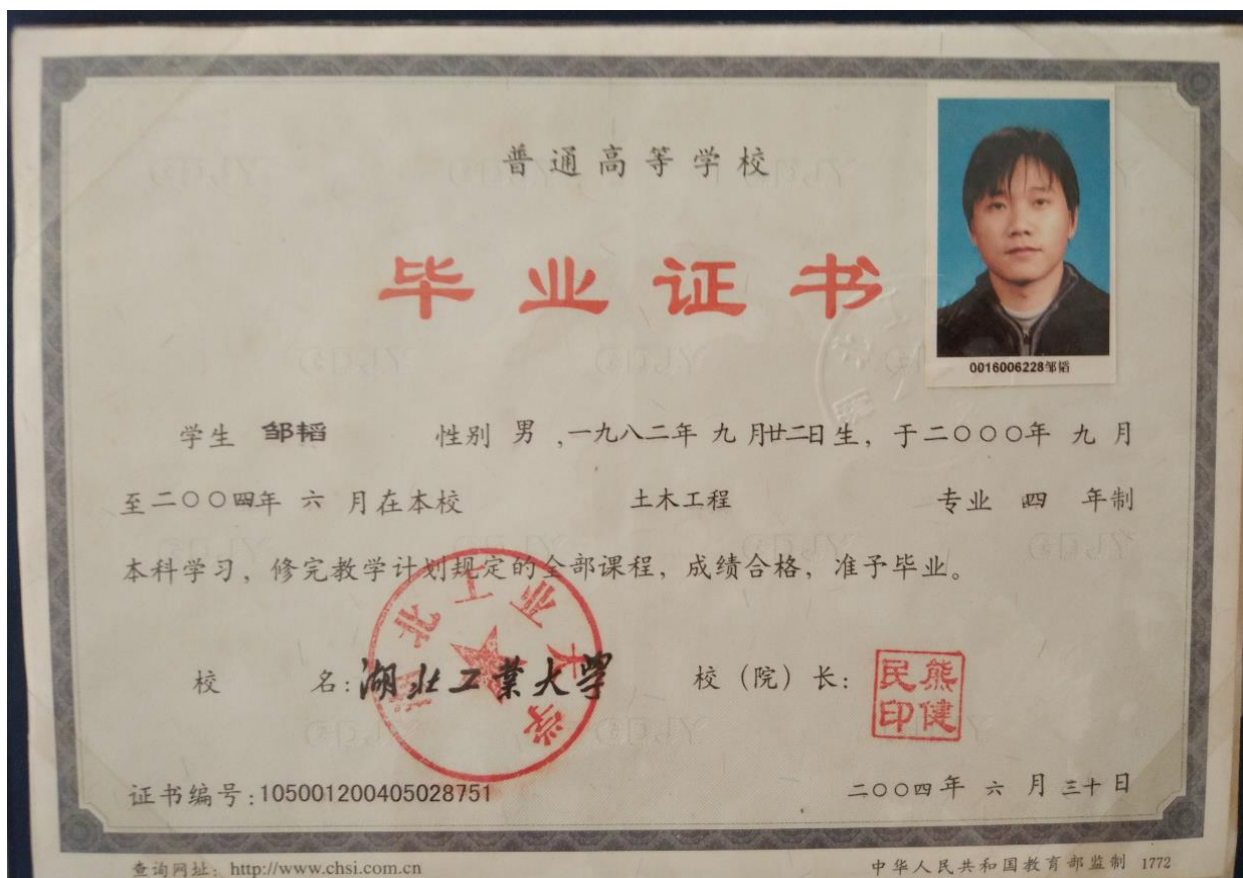 普通高等学校
毕业证书
0016006228邹韬
学生 邹韬 性别 男 ,一九八二年 九 月廿二日生，于二〇〇〇年 九 月
至二〇〇四年 六 月在本校 土木工程 专业 四 年制
本科学习，修完教学计划规定的全部课程，成绩合格，准予毕业。
校 名：湖北工業大學 校（院）长：熊健民印
湖北工业大学
证书编号：105001200405028751 二〇〇四年 六 月 三十日
查询网址：http://www.chsi.com.cn 中华人民共和国教育部监制 1772